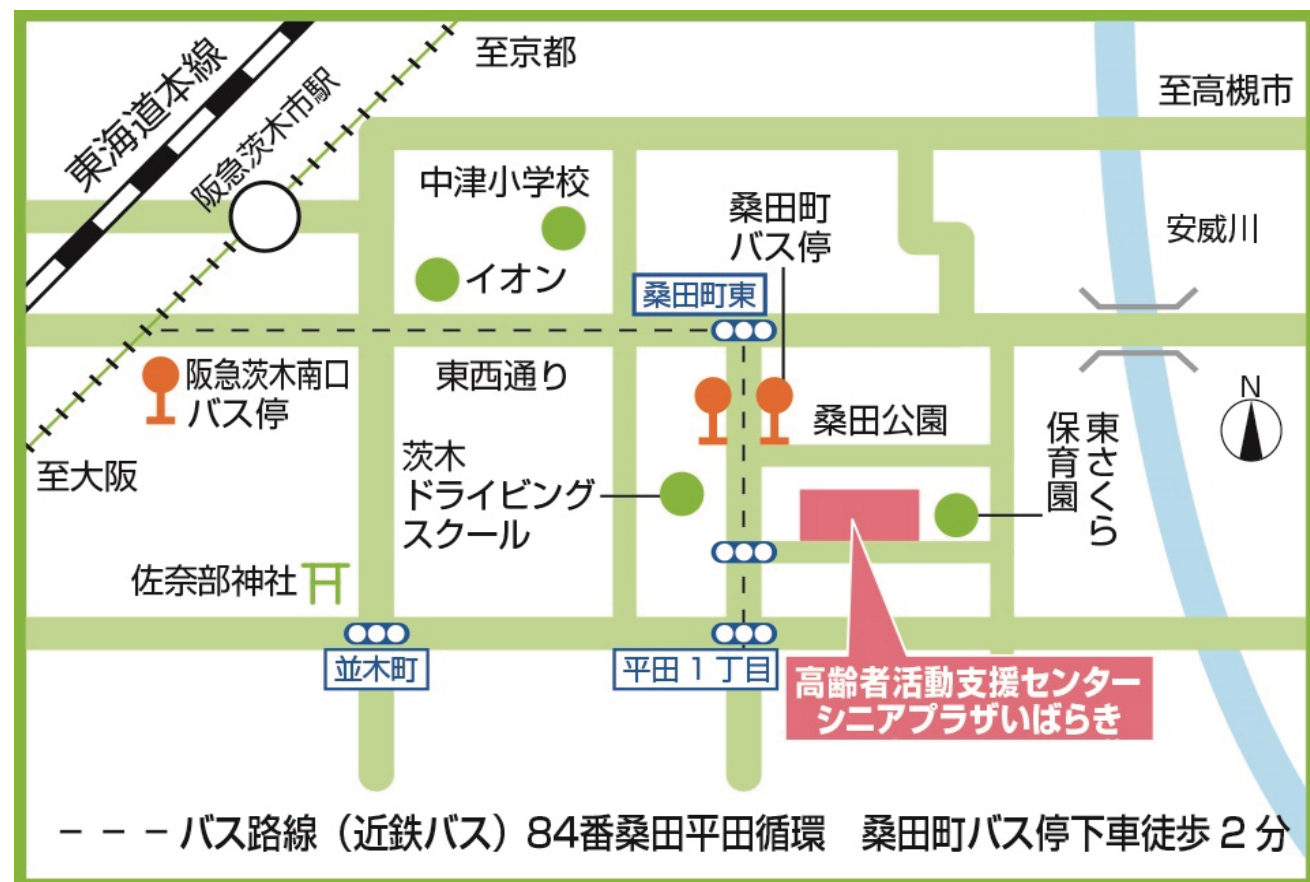 東海道本線
阪急茨木市駅
至京都
至高槻市
中津小学校
イオン
桑田町
バス停
安威川
桑田町東
阪急茨木南口
バス停
東西通り
桑田公園
N
至大阪
茨木
ドライビング
スクール
東さくら
保育園
佐奈部神社
並木町
平田1丁目
高齢者活動支援センター
シニアプラザいばらき
--- バス路線（近鉄バス）84番桑田平田循環　桑田町バス停下車徒歩2分